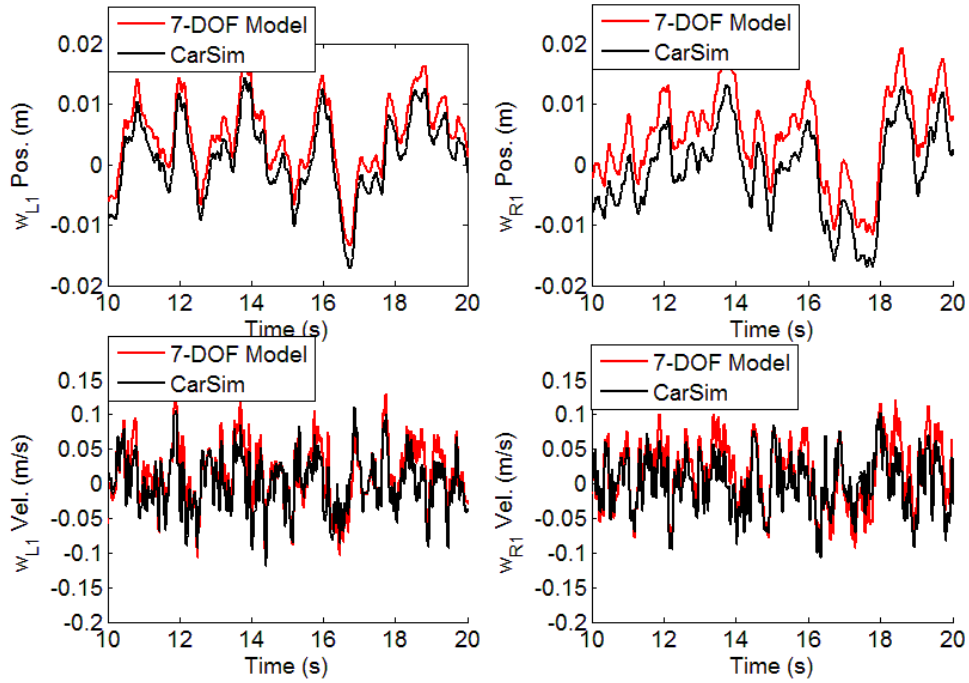 7-DOF Model
CarSim
0.02
0.01
0
-0.01
-0.02
w_L1 Pos. (m)
10 12 14 16 18 20
Time (s)
7-DOF Model
CarSim
0.02
0.01
0
-0.01
-0.02
w_R1 Pos. (m)
10 12 14 16 18 20
Time (s)
7-DOF Model
CarSim
0.15
0.1
0.05
0
-0.05
-0.1
-0.15
-0.2
w_L1 Vel. (m/s)
10 12 14 16 18 20
Time (s)
7-DOF Model
CarSim
0.15
0.1
0.05
0
-0.05
-0.1
-0.15
-0.2
w_R1 Vel. (m/s)
10 12 14 16 18 20
Time (s)